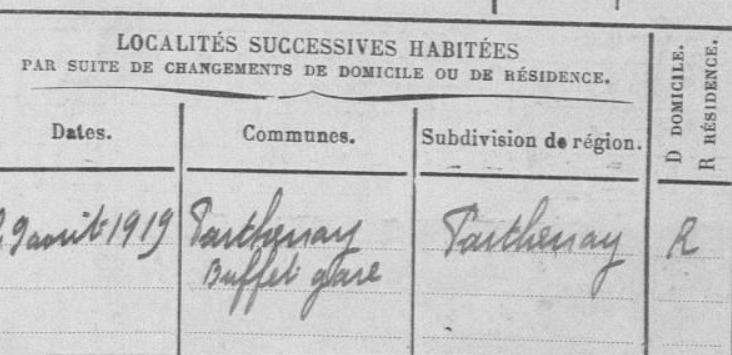 LOCALITÉS SUCCESSIVES HABITÉES
PAR SUITE DE CHANGEMENTS DE DOMICILE OU DE RÉSIDENCE.
D DOMICILE.
R RÉSIDENCE.
Dates.
Communes.
Subdivision de région.
9 avril 1919
Parthenay
Parthenay
R
Buffet gare